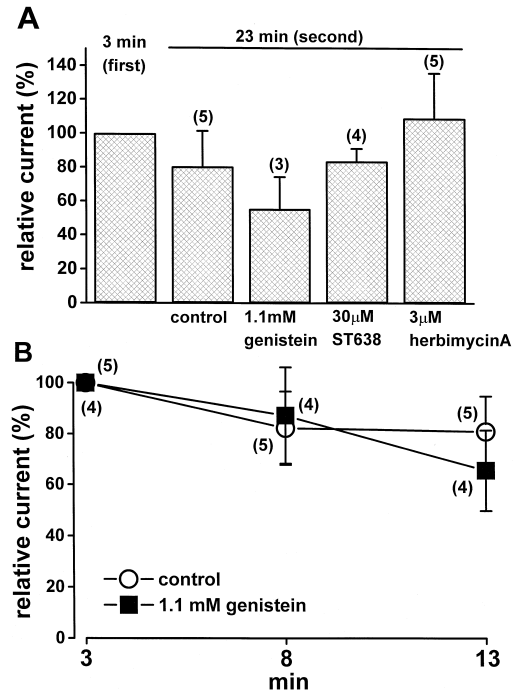 A
3 min
(first)
23 min (second)
relative current (%)
140
120
100
80
60
40
20
0
(5)
(3)
(4)
(5)
control
1.1mM
genistein
30μM
ST638
3μM
herbimycinA
B
relative current (%)
100
80
60
40
20
0
(5)
(4)
(4)
(5)
(5)
(4)
control
1.1 mM genistein
3
8
13
min